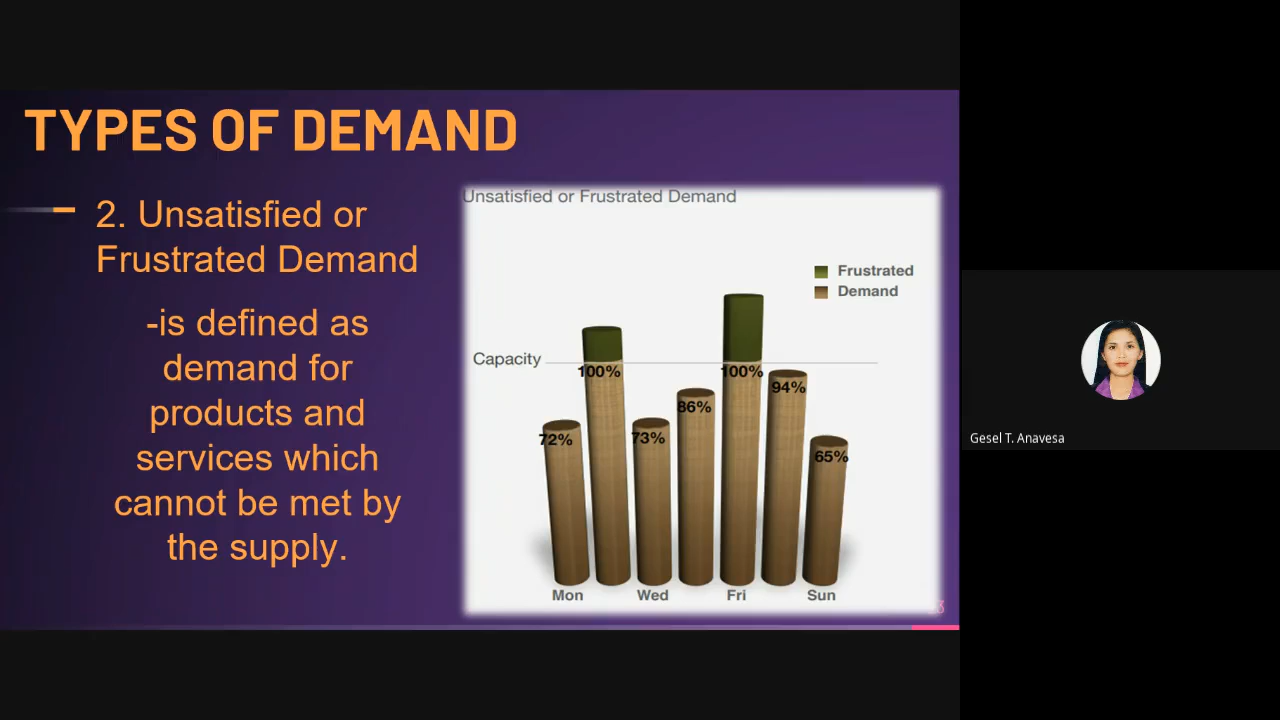 TYPES OF DEMAND
2. Unsatisfied or
Frustrated Demand
-is defined as
demand for
products and
services which
cannot be met by
the supply.
Unsatisfied or Frustrated Demand
Frustrated
Demand
Capacity
100%
100%
94%
86%
72%
73%
65%
Mon
Wed
Fri
Sun
Gesel T. Anavesa